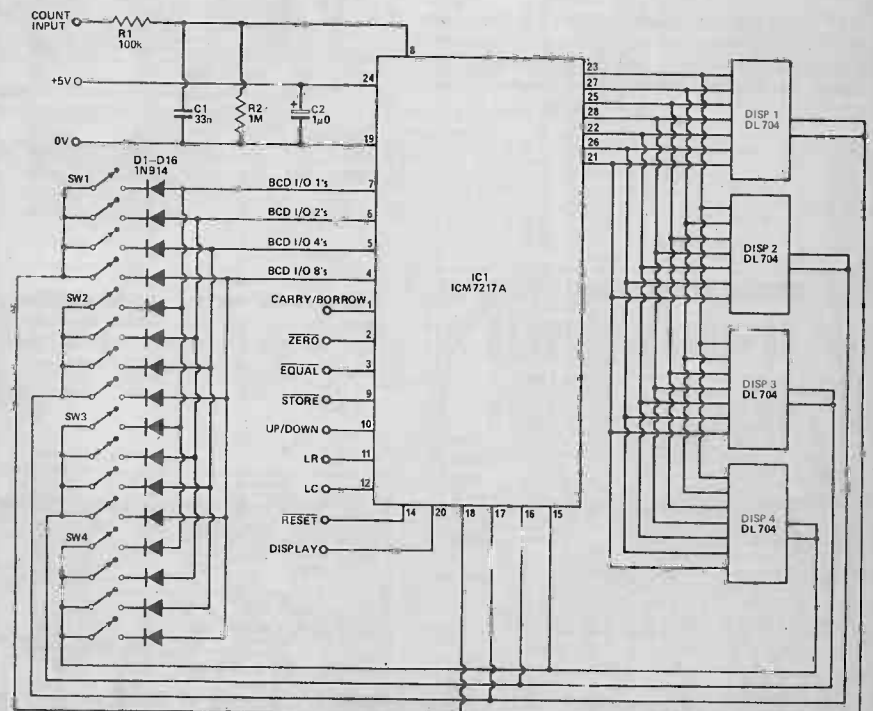 COUNT
INPUT
R1
100k
+5V
0V
C1
33n
R2
1M
C2
+
1μ0
8
24
19
D1–D16
1N914
SW1
SW2
SW3
SW4
BCD I/O 1's
7
BCD I/O 2's
6
BCD I/O 4's
5
BCD I/O 8's
4
CARRY/BORROW
1
ZERO
2
EQUAL
3
STORE
9
UP/DOWN
10
LR
11
LC
12
RESET
DISPLAY
14
20
18
17
16
15
IC1
ICM7217A
23
27
25
28
22
26
21
DISP 1
DL704
DISP 2
DL704
DISP 3
DL704
DISP 4
DL704